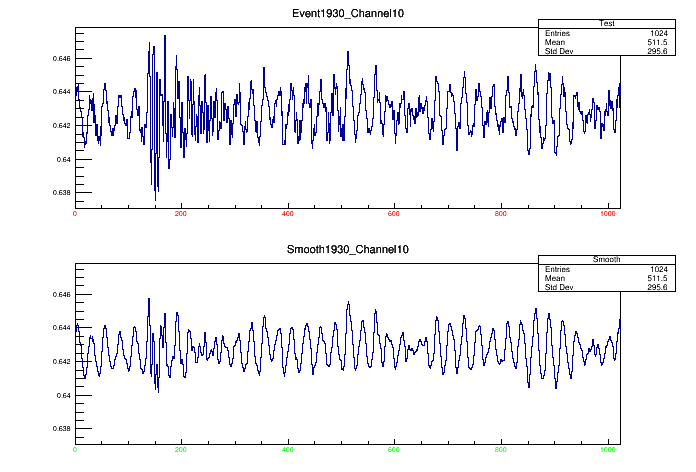 Event1930_Channel10
Test
Entries 1024
Mean 511.5
Std Dev 295.6
0.646
0.644
0.642
0.64
0.638
0 200 400 600 800 1000
Smooth1930_Channel10
Smooth
Entries 1024
Mean 511.5
Std Dev 295.6
0.646
0.644
0.642
0.64
0.638
0 200 400 600 800 1000